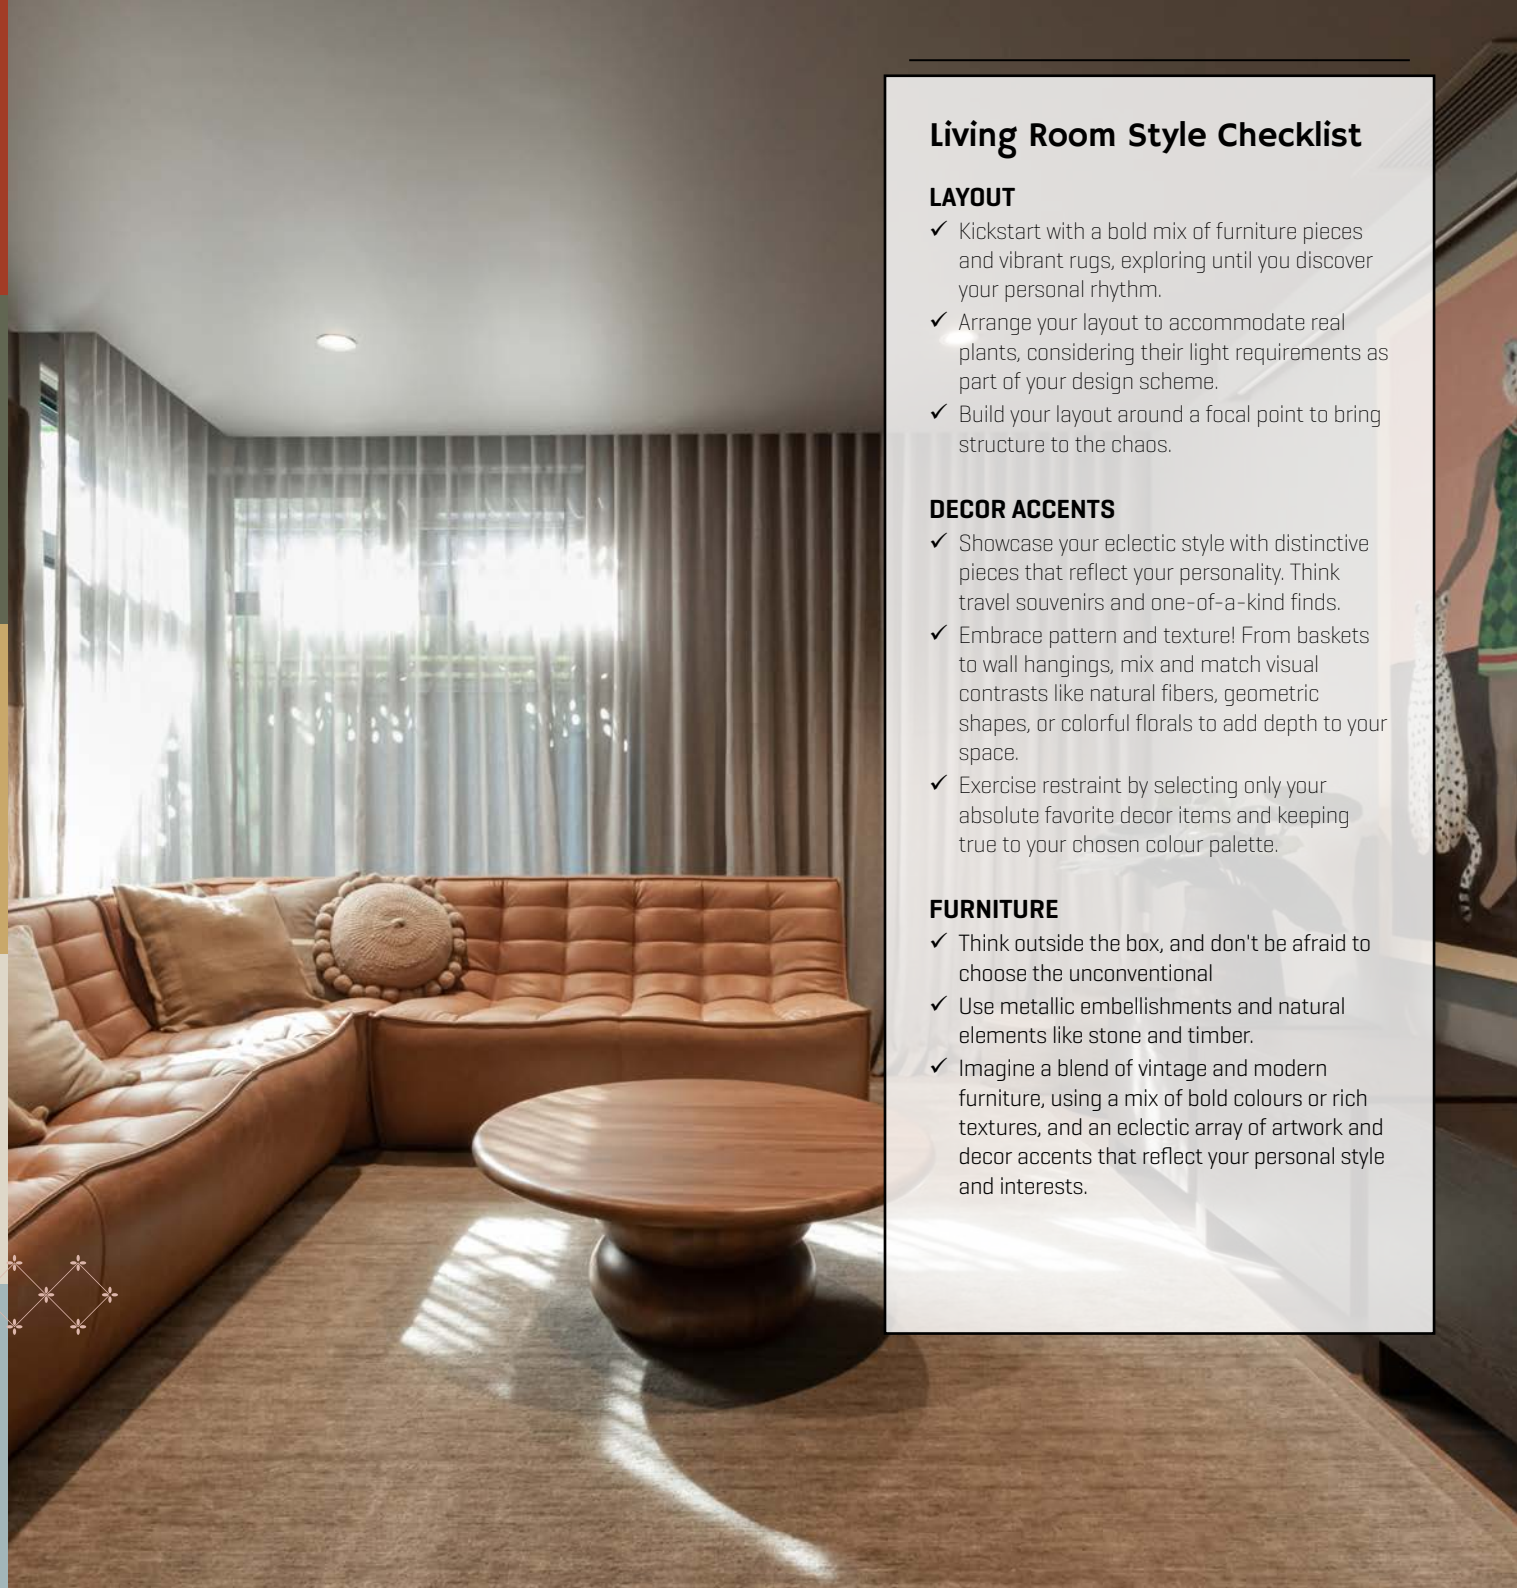 Living Room Style Checklist
LAYOUT
✓ Kickstart with a bold mix of furniture pieces
and vibrant rugs, exploring until you discover
your personal rhythm.
✓ Arrange your layout to accommodate real
plants, considering their light requirements as
part of your design scheme.
✓ Build your layout around a focal point to bring
structure to the chaos.
DECOR ACCENTS
✓ Showcase your eclectic style with distinctive
pieces that reflect your personality. Think
travel souvenirs and one-of-a-kind finds.
✓ Embrace pattern and texture! From baskets
to wall hangings, mix and match visual
contrasts like natural fibers, geometric
shapes, or colorful florals to add depth to your
space.
✓ Exercise restraint by selecting only your
absolute favorite decor items and keeping
true to your chosen colour palette.
FURNITURE
✓ Think outside the box, and don't be afraid to
choose the unconventional
✓ Use metallic embellishments and natural
elements like stone and timber.
✓ Imagine a blend of vintage and modern
furniture, using a mix of bold colours or rich
textures, and an eclectic array of artwork and
decor accents that reflect your personal style
and interests.